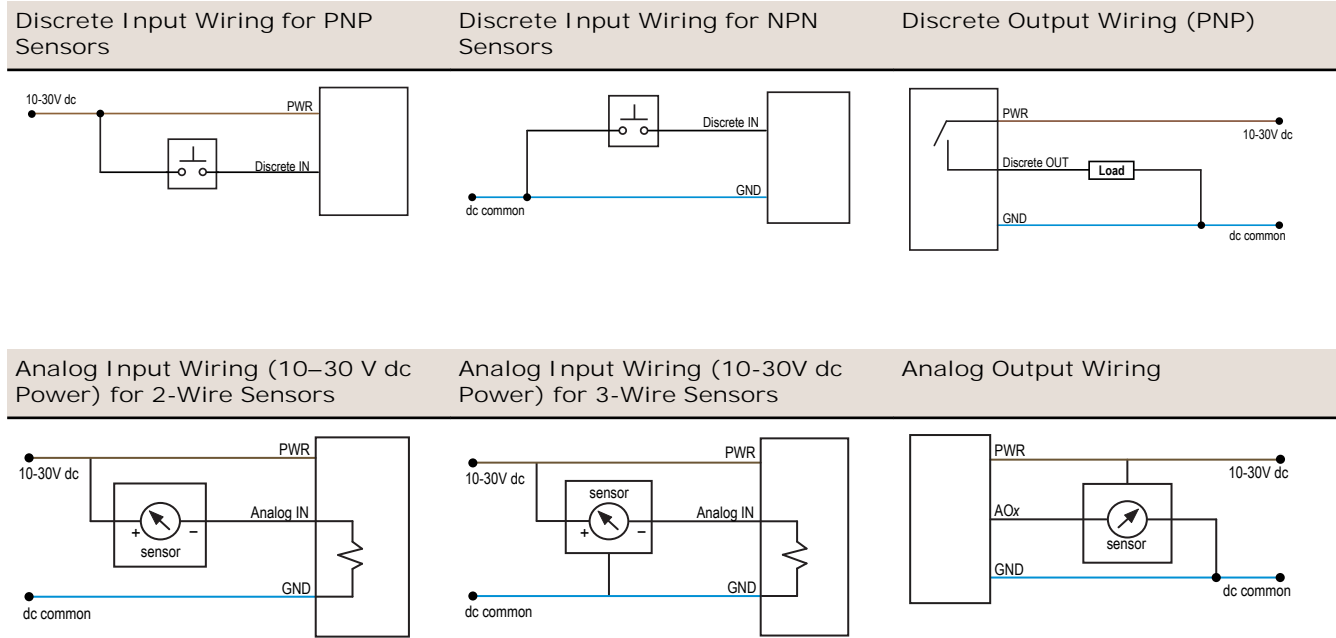 Discrete Input Wiring for PNP
Sensors
Discrete Input Wiring for NPN
Sensors
Discrete Output Wiring (PNP)
10-30V dc
PWR
Discrete IN
Discrete IN
GND
dc common
PWR
10-30V dc
Discrete OUT
Load
GND
dc common
Analog Input Wiring (10–30 V dc
Power) for 2-Wire Sensors
Analog Input Wiring (10-30V dc
Power) for 3-Wire Sensors
Analog Output Wiring
PWR
10-30V dc
Analog IN
+ −
sensor
GND
dc common
PWR
10-30V dc
sensor
Analog IN
+ −
GND
dc common
PWR
10-30V dc
AOx
sensor
GND
dc common